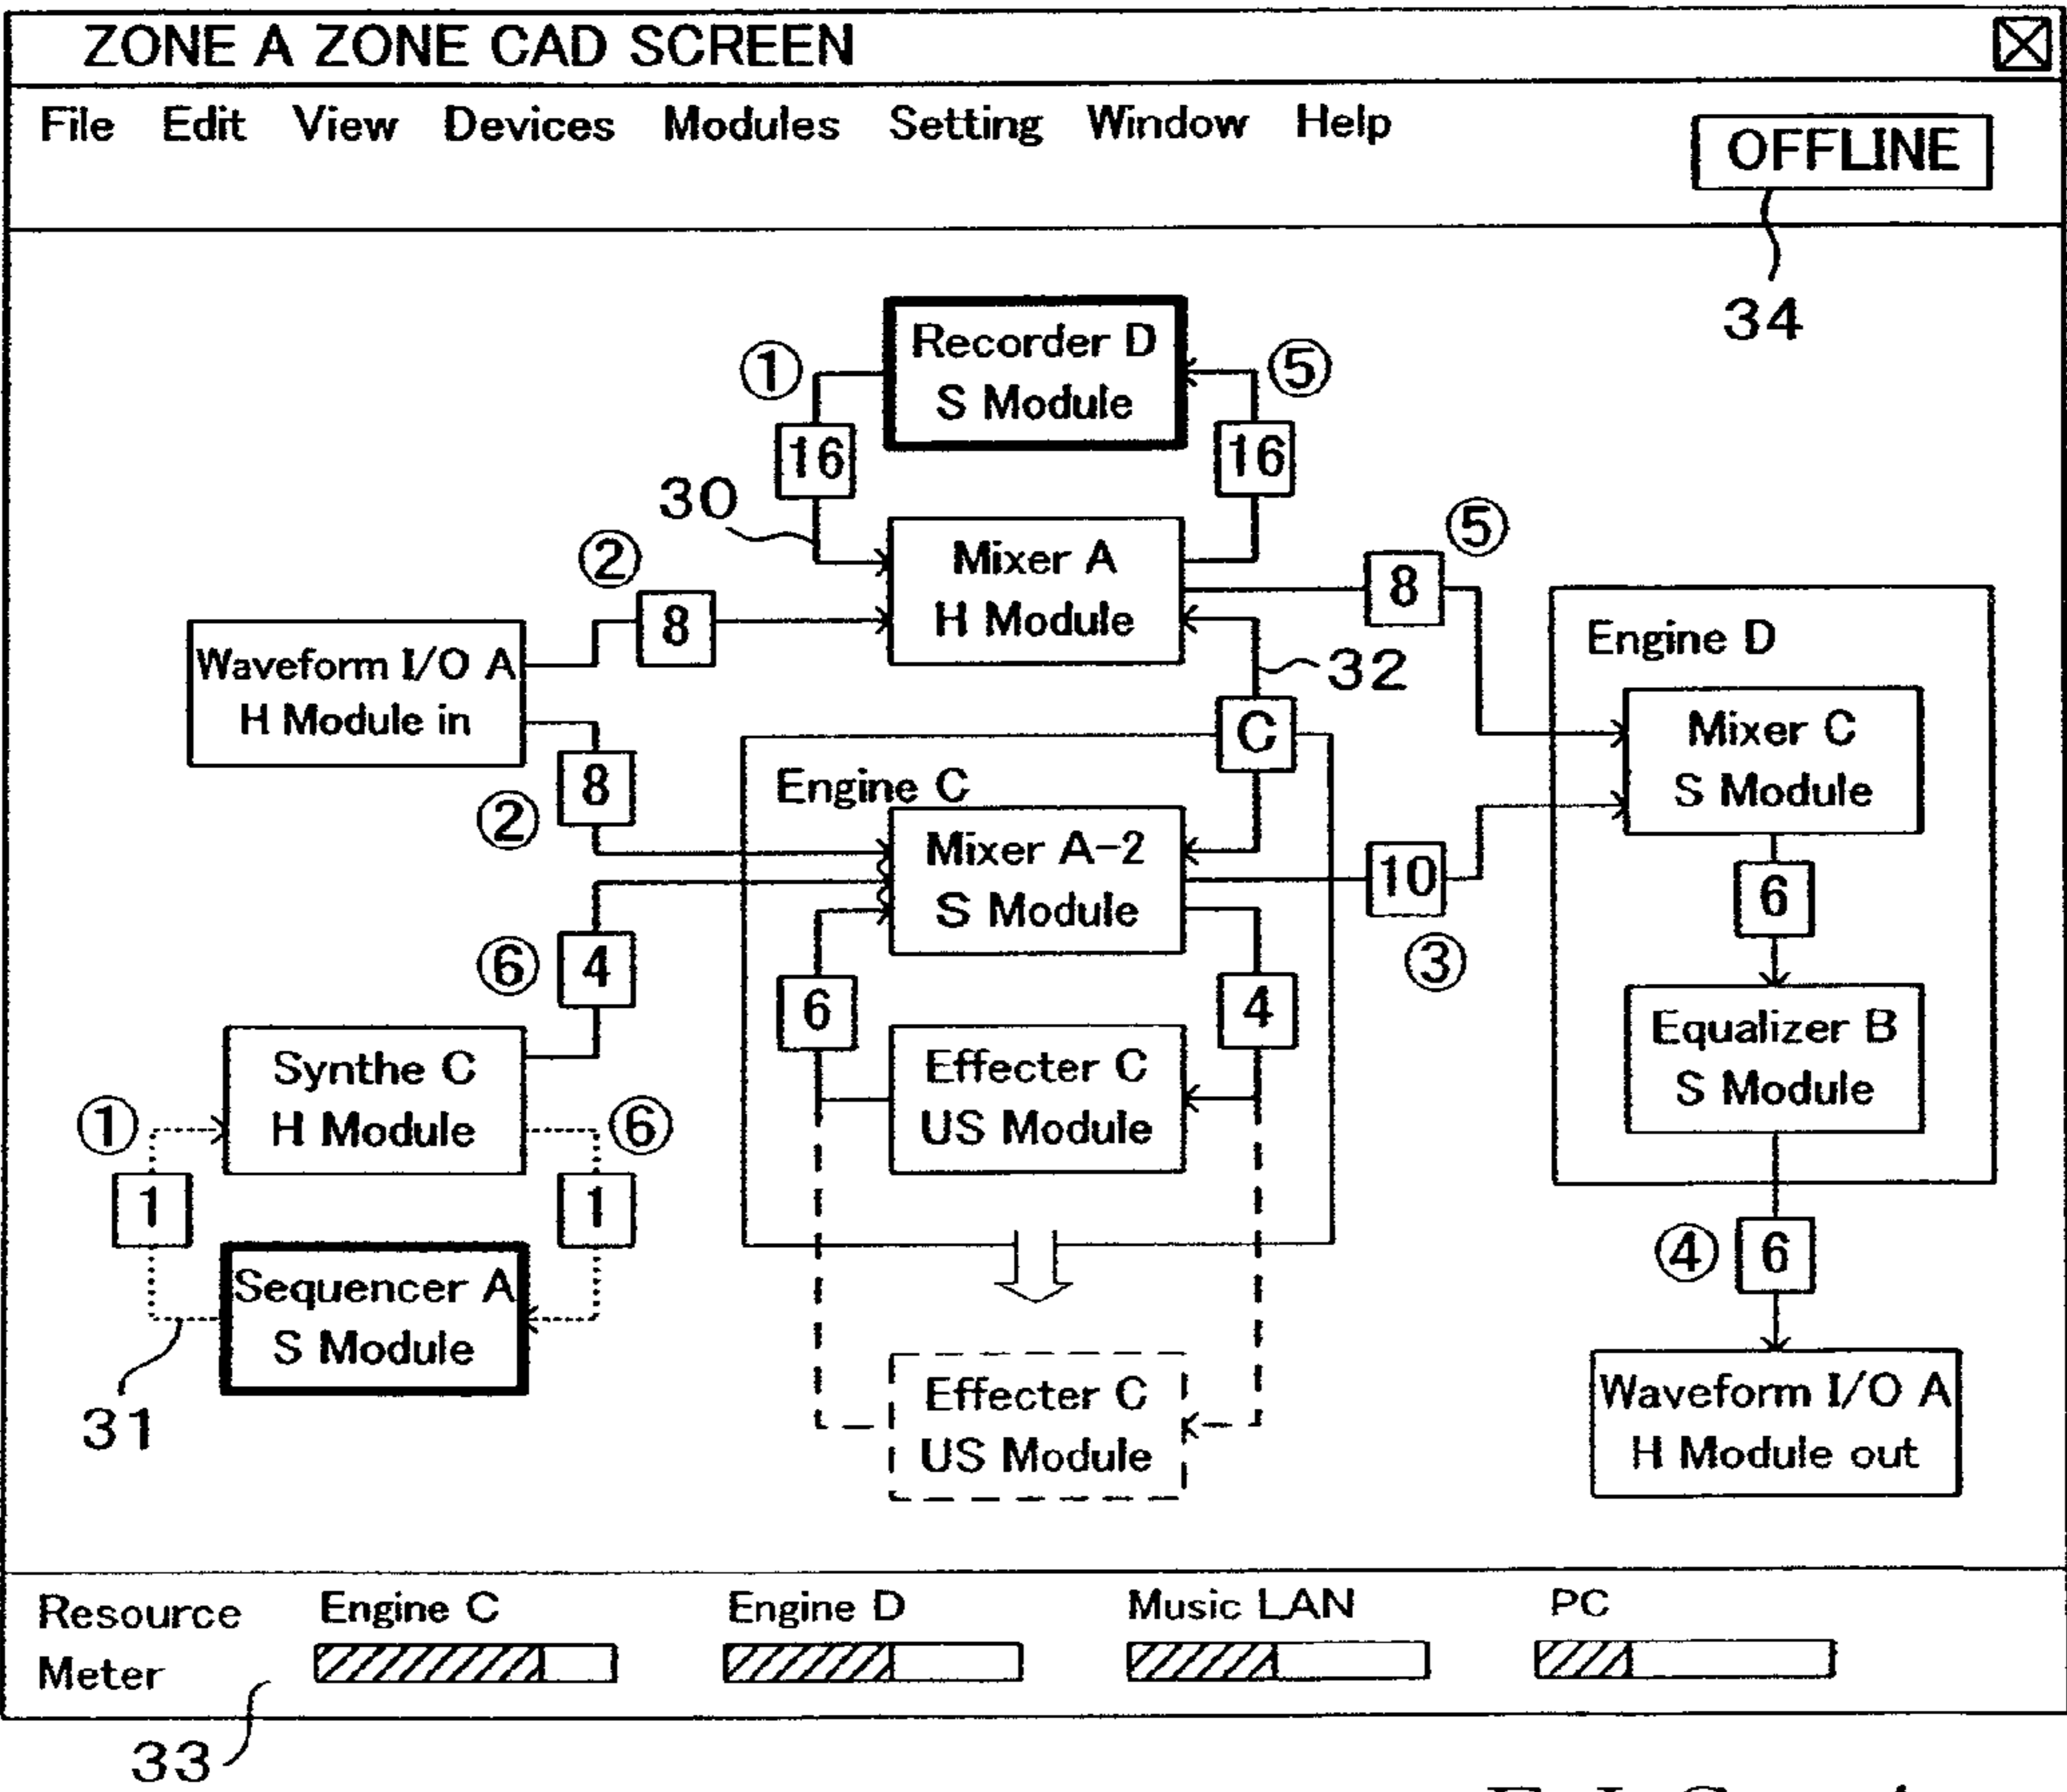 ZONE A ZONE CAD SCREEN
File Edit View Devices Modules Setting Window Help
OFFLINE
34
Recorder D
S Module
①
⑤
16
16
30
②
Mixer A
H Module
⑤
8
8
Waveform I/O A
H Module in
32
Engine D
C
Mixer C
S Module
8
②
Engine C
Mixer A-2
S Module
10
③
6
⑥
4
6
4
Synthe C
H Module
Effecter C
US Module
Equalizer B
S Module
①
⑥
1
1
④
6
Sequencer A
S Module
31
Effecter C
US Module
Waveform I/O A
H Module out
Resource
Meter
Engine C
Engine D
Music LAN
PC
33